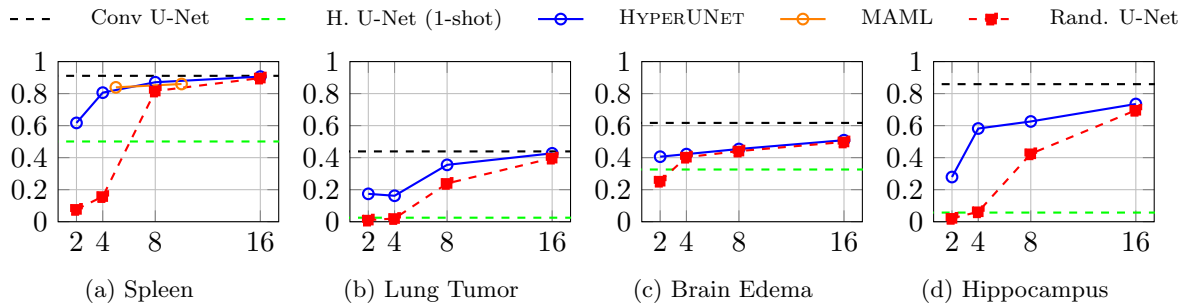 Conv U-Net H. U-Net (1-shot) HYPERUNET MAML Rand. U-Net
1 1 1 1
0.8 0.8 0.8 0.8
0.6 0.6 0.6 0.6
0.4 0.4 0.4 0.4
0.2 0.2 0.2 0.2
0 0 0 0
2 4 8 16 2 4 8 16 2 4 8 16 2 4 8 16
(a) Spleen (b) Lung Tumor (c) Brain Edema (d) Hippocampus